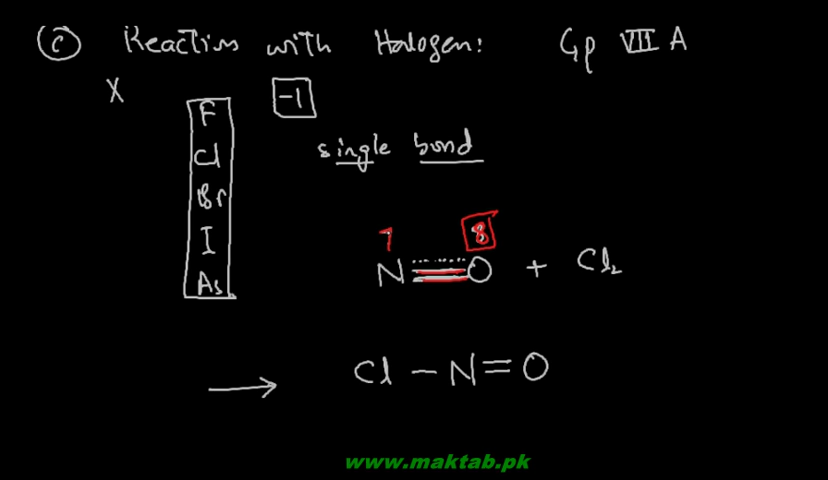 (c) Reaction with Halogen: Gp VII A
X -1
F
Cl
Br
I
As
single bond
7 8
N O + Cl₂
→ Cl - N = O
www.maktab.pk